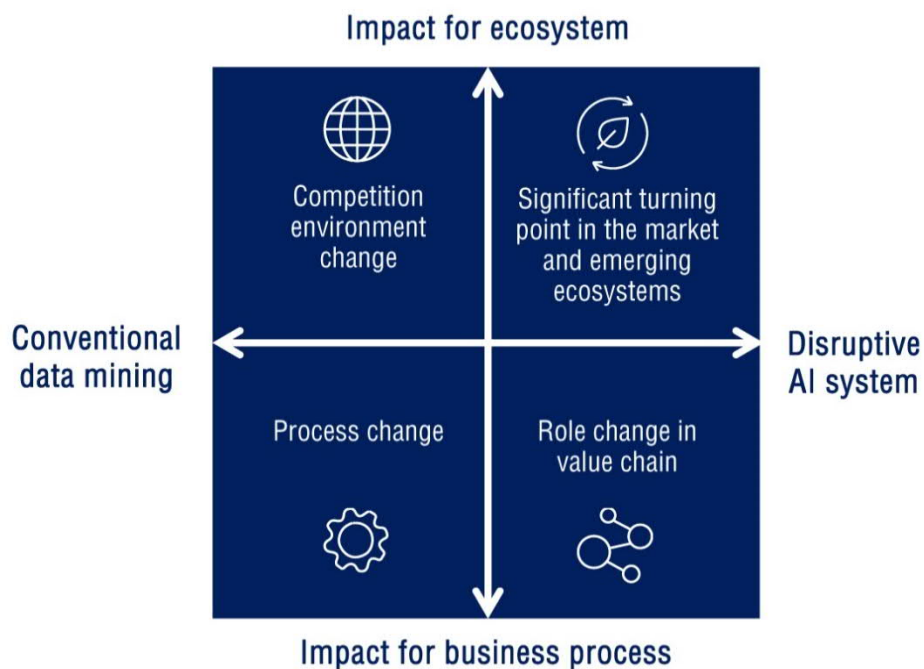 Impact for ecosystem
Competition
environment
change
Significant turning
point in the market
and emerging
ecosystems
Conventional
data mining
Disruptive
AI system
Process change
Role change in
value chain
Impact for business process